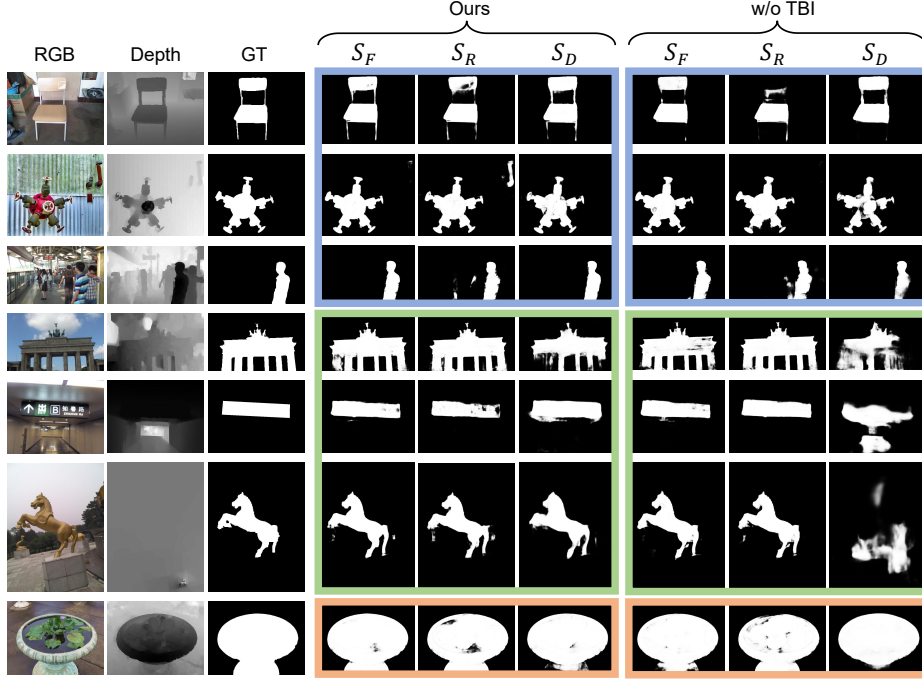 Ours
w/o TBI
RGB
Depth
GT
S_F
S_R
S_D
S_F
S_R
S_D
B